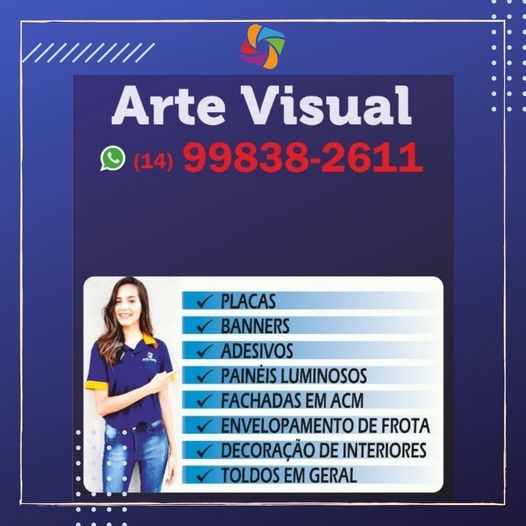 Arte Visual
(14) 99838-2611
PLACAS
BANNERS
ADESIVOS
PAINÉIS LUMINOSOS
FACHADAS EM ACM
ENVELOPAMENTO DE FROTA
DECORAÇÃO DE INTERIORES
TOLDOS EM GERAL